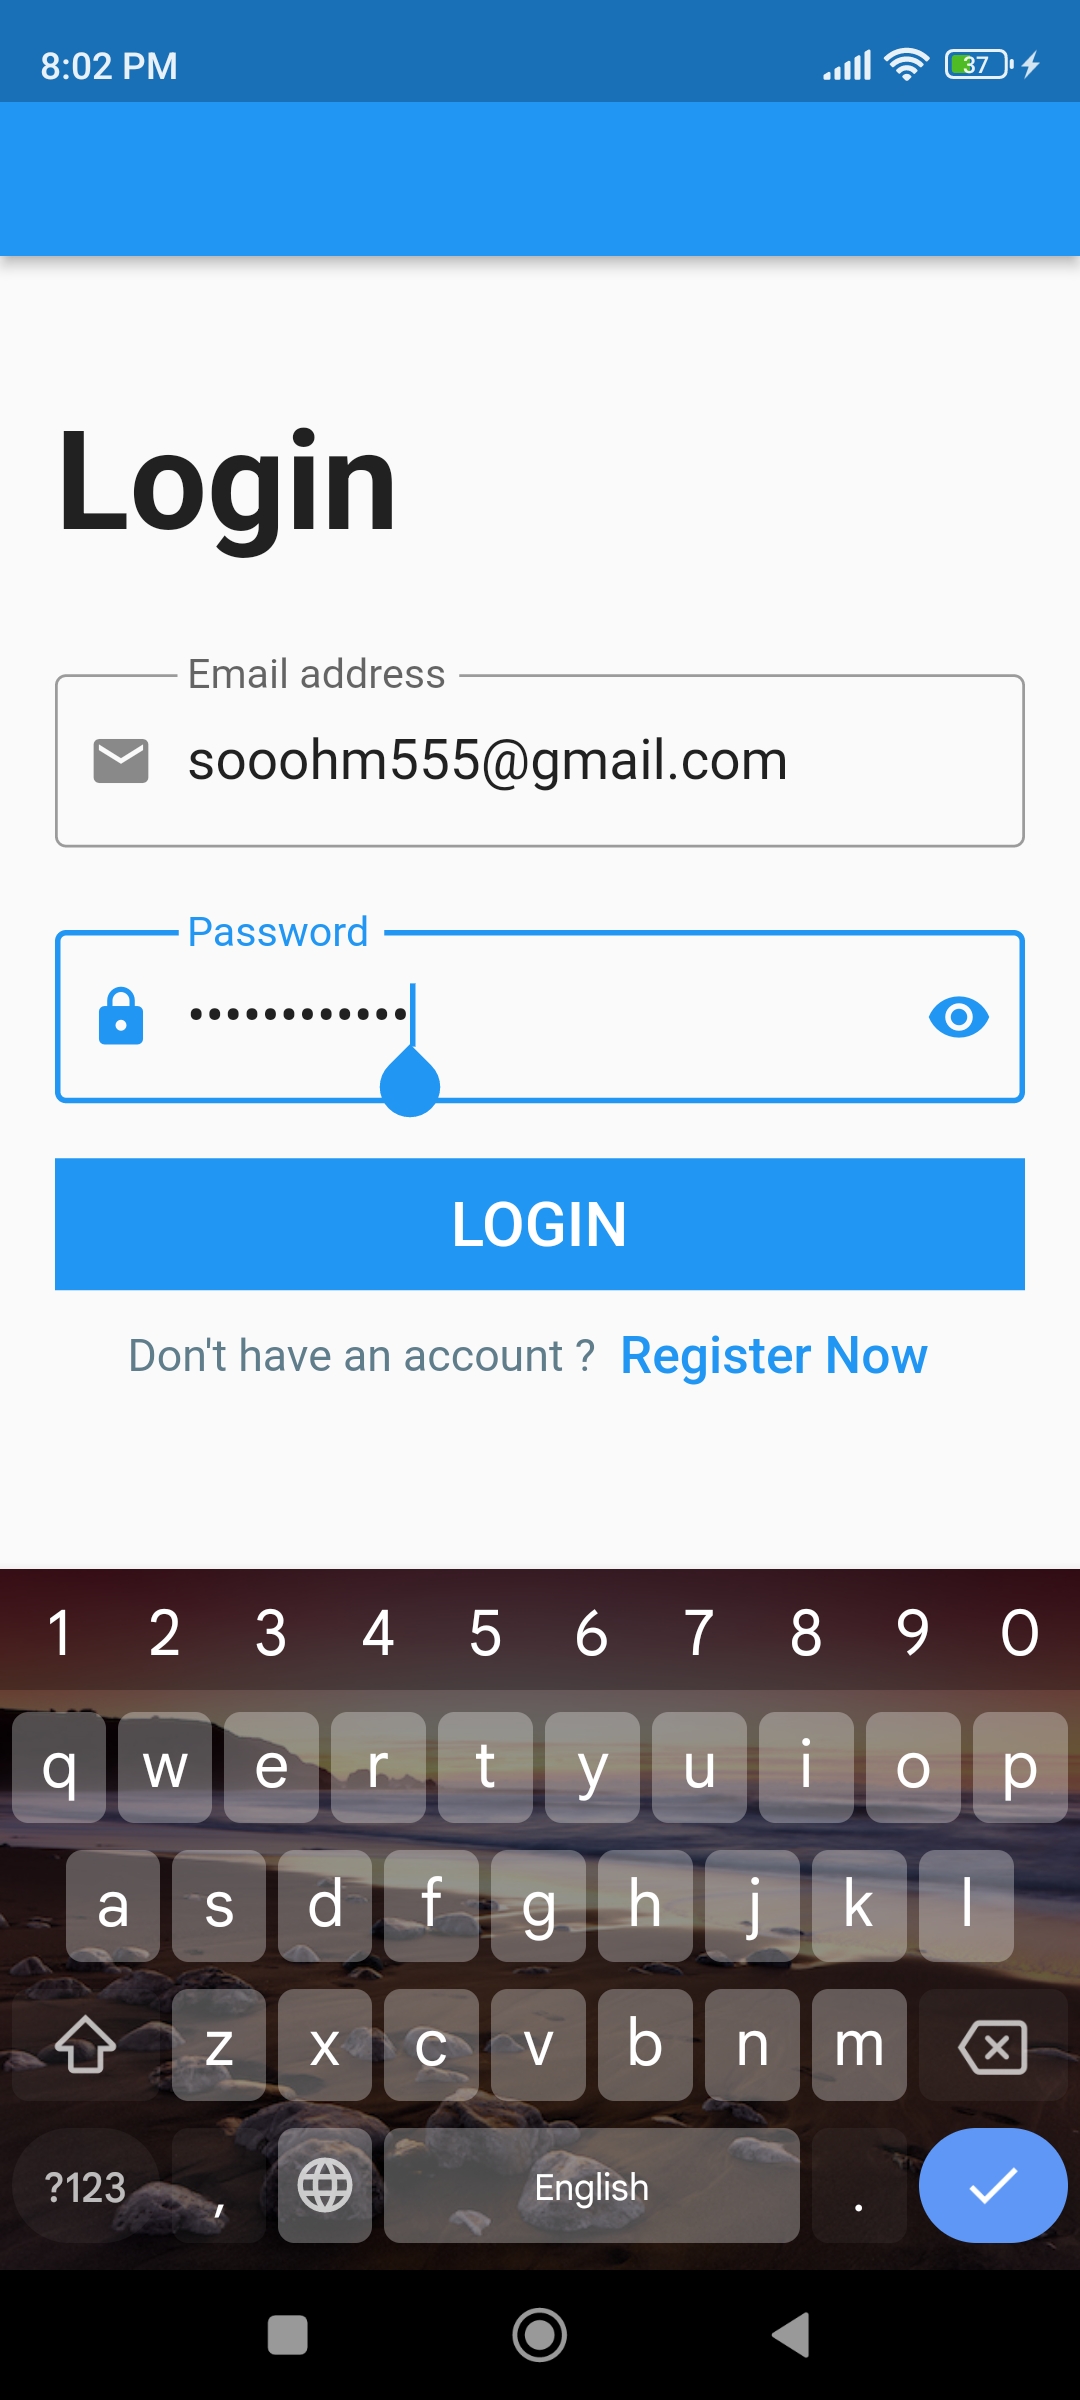 8:02 PM 37
Login
Email address
sooohm555@gmail.com
Password
••••••••••••
LOGIN
Don't have an account ? Register Now
1 2 3 4 5 6 7 8 9 0
q w e r t y u i o p
a s d f g h j k l
z x c v b n m
?123 , English .